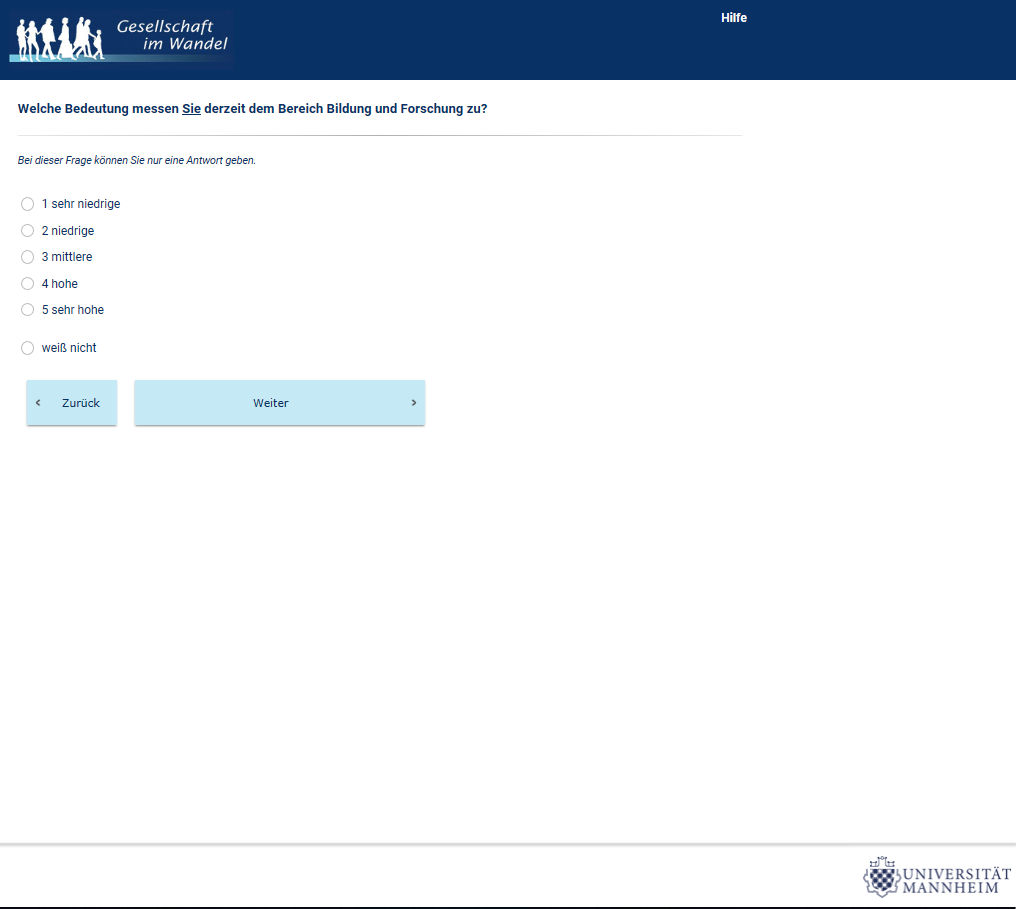 Gesellschaft
im Wandel
Hilfe
Welche Bedeutung messen Sie derzeit dem Bereich Bildung und Forschung zu?
Bei dieser Frage können Sie nur eine Antwort geben.
1 sehr niedrige
2 niedrige
3 mittlere
4 hohe
5 sehr hohe
weiß nicht
‹ Zurück
Weiter ›
UNIVERSITÄT
MANNHEIM